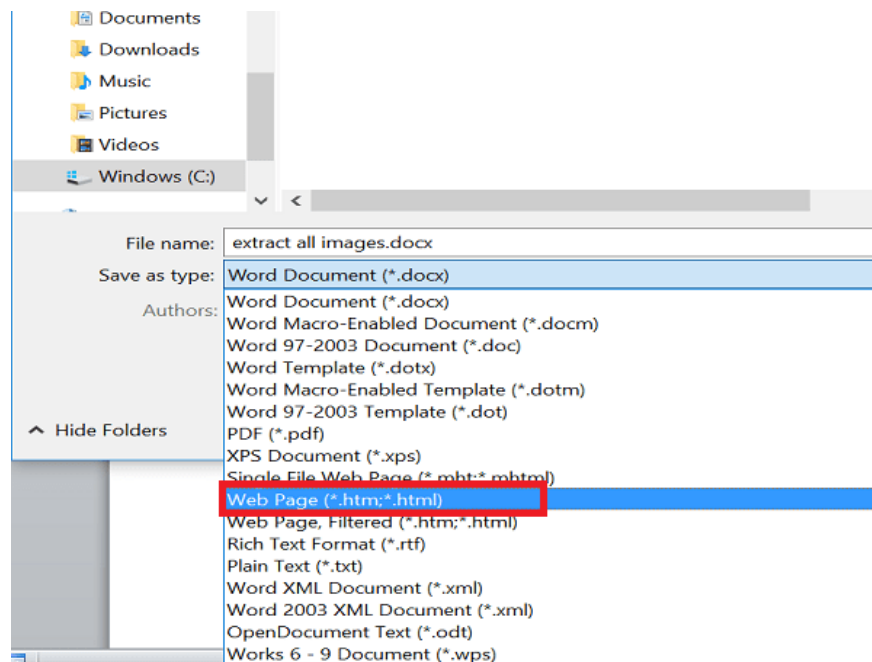 Documents
Downloads
Music
Pictures
Videos
Windows (C:)
File name: extract all images.docx
Save as type: Word Document (*.docx)
Authors:
Word Document (*.docx)
Word Macro-Enabled Document (*.docm)
Word 97-2003 Document (*.doc)
Word Template (*.dotx)
Word Macro-Enabled Template (*.dotm)
Word 97-2003 Template (*.dot)
PDF (*.pdf)
XPS Document (*.xps)
Single File Web Page (*.mht;*.mhtml)
Web Page (*.htm;*.html)
Web Page, Filtered (*.htm;*.html)
Rich Text Format (*.rtf)
Plain Text (*.txt)
Word XML Document (*.xml)
Word 2003 XML Document (*.xml)
OpenDocument Text (*.odt)
Works 6 - 9 Document (*.wps)
Hide Folders